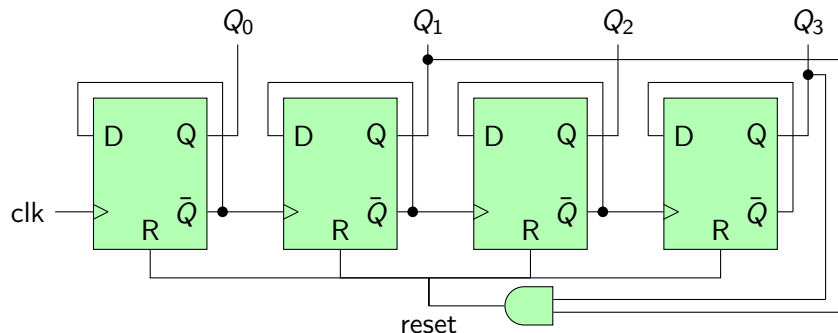 Q0 Q1 Q2 Q3
D Q D Q D Q D Q
clk Q̄ Q̄ Q̄ Q̄
R R R R
reset